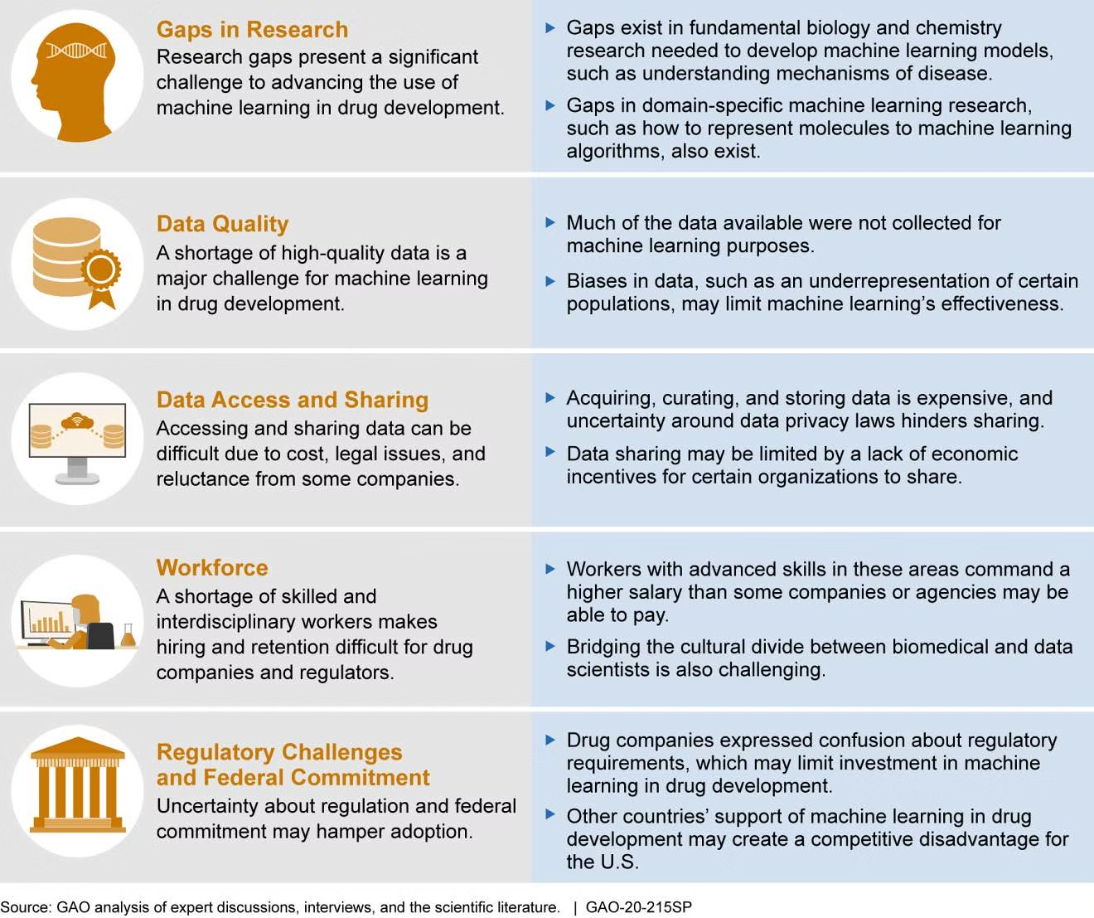 Gaps in Research
Research gaps present a significant
challenge to advancing the use of
machine learning in drug development.
Gaps exist in fundamental biology and chemistry
research needed to develop machine learning models,
such as understanding mechanisms of disease.
Gaps in domain-specific machine learning research,
such as how to represent molecules to machine learning
algorithms, also exist.
Data Quality
A shortage of high-quality data is a
major challenge for machine learning
in drug development.
Much of the data available were not collected for
machine learning purposes.
Biases in data, such as an underrepresentation of certain
populations, may limit machine learning’s effectiveness.
Data Access and Sharing
Accessing and sharing data can be
difficult due to cost, legal issues, and
reluctance from some companies.
Acquiring, curating, and storing data is expensive, and
uncertainty around data privacy laws hinders sharing.
Data sharing may be limited by a lack of economic
incentives for certain organizations to share.
Workforce
A shortage of skilled and
interdisciplinary workers makes
hiring and retention difficult for drug
companies and regulators.
Workers with advanced skills in these areas command a
higher salary than some companies or agencies may be
able to pay.
Bridging the cultural divide between biomedical and data
scientists is also challenging.
Regulatory Challenges
and Federal Commitment
Uncertainty about regulation and federal
commitment may hamper adoption.
Drug companies expressed confusion about regulatory
requirements, which may limit investment in machine
learning in drug development.
Other countries’ support of machine learning in drug
development may create a competitive disadvantage for
the U.S.
Source: GAO analysis of expert discussions, interviews, and the scientific literature. | GAO-20-215SP